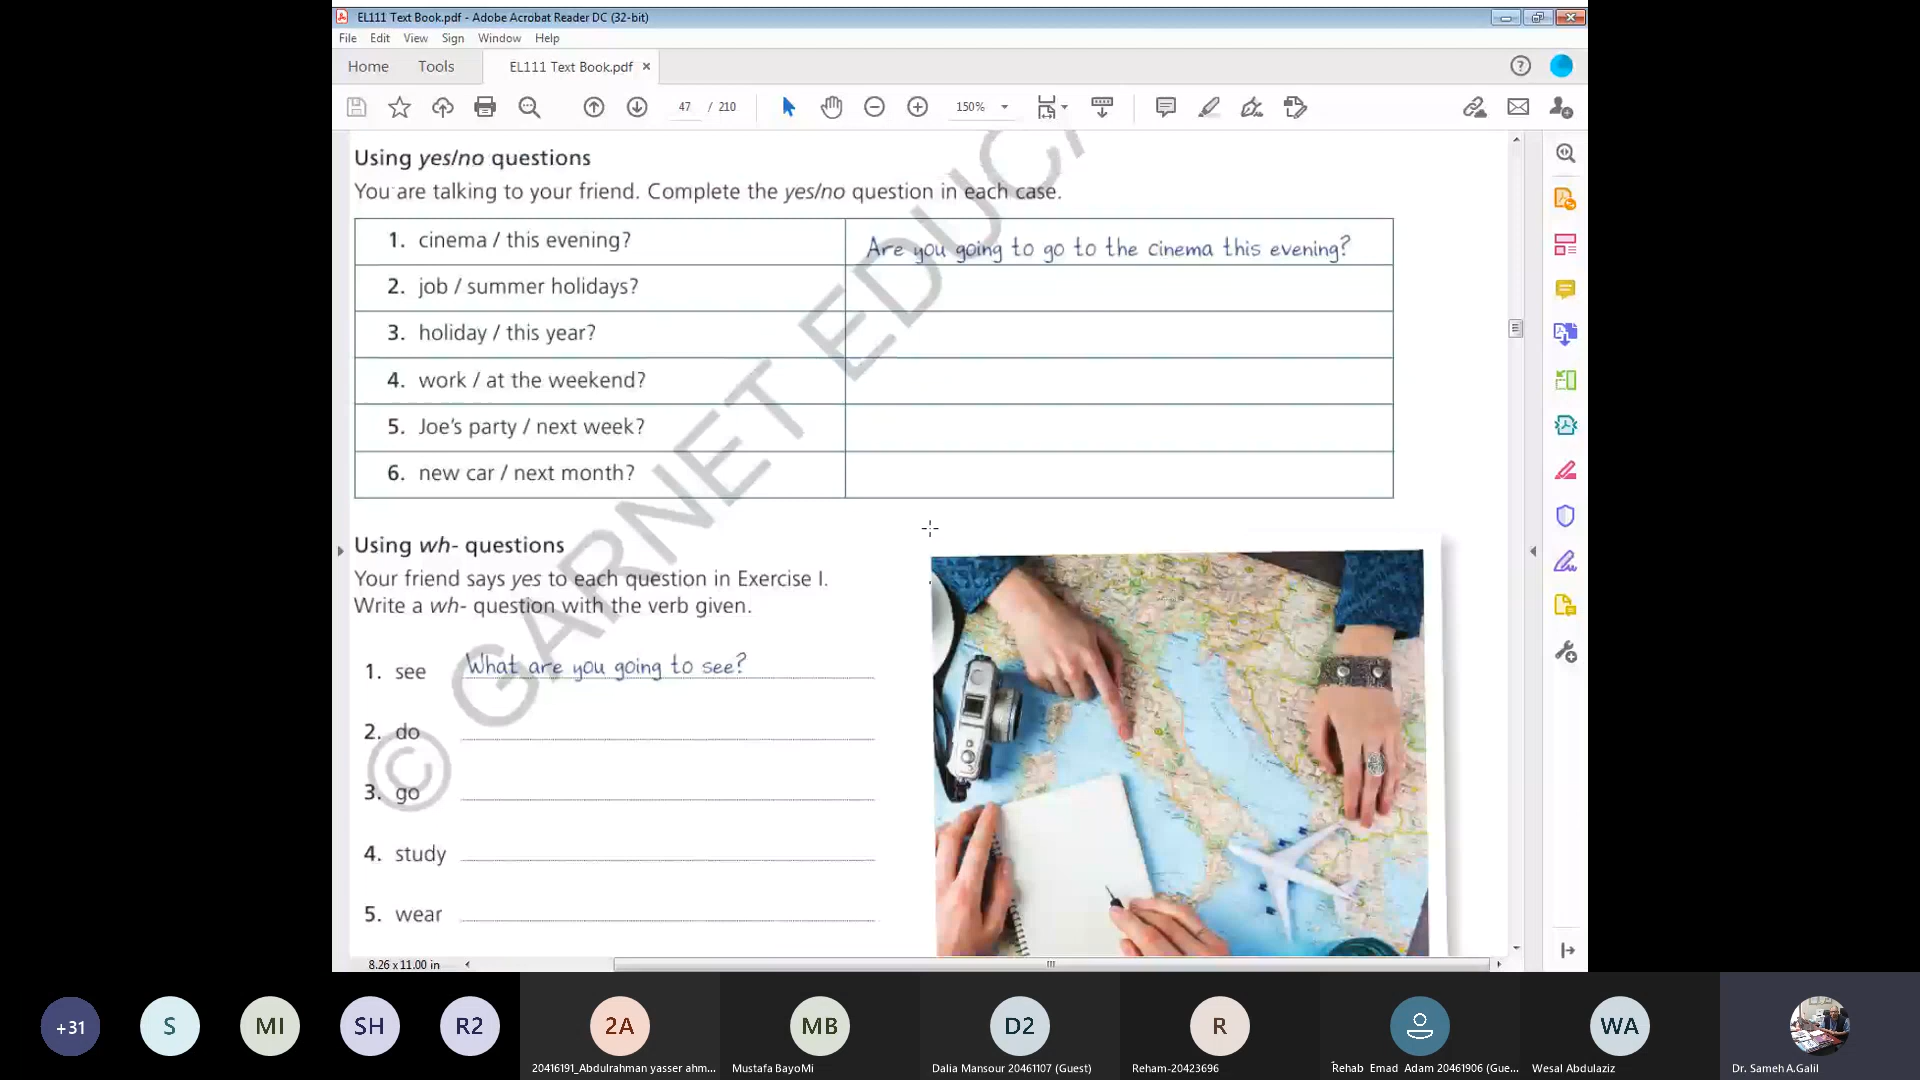 EL111 Text Book.pdf - Adobe Acrobat Reader DC (32-bit)
File Edit View Sign Window Help
Home Tools EL111 Text Book.pdf ×
47 / 210 150%
Using yes/no questions
You are talking to your friend. Complete the yes/no question in each case.
1. cinema / this evening? Are you going to go to the cinema this evening?
2. job / summer holidays?
3. holiday / this year?
4. work / at the weekend?
5. Joe's party / next week?
6. new car / next month?
© GARNET EDUCA
Using wh- questions
Your friend says yes to each question in Exercise I.
Write a wh- question with the verb given.
1. see What are you going to see?
2. do
3. go
4. study
5. wear
8.26 x 11.00 in
+31 S MI SH R2 2A MB D2 R WA
20416191_Abdulrahman yasser ahm... Mustafa BayoMi Dalia Mansour 20461107 (Guest) Reham-20423696 Rehab Emad Adam 20461906 (Gue... Wesal Abdulaziz Dr. Sameh A.Galil